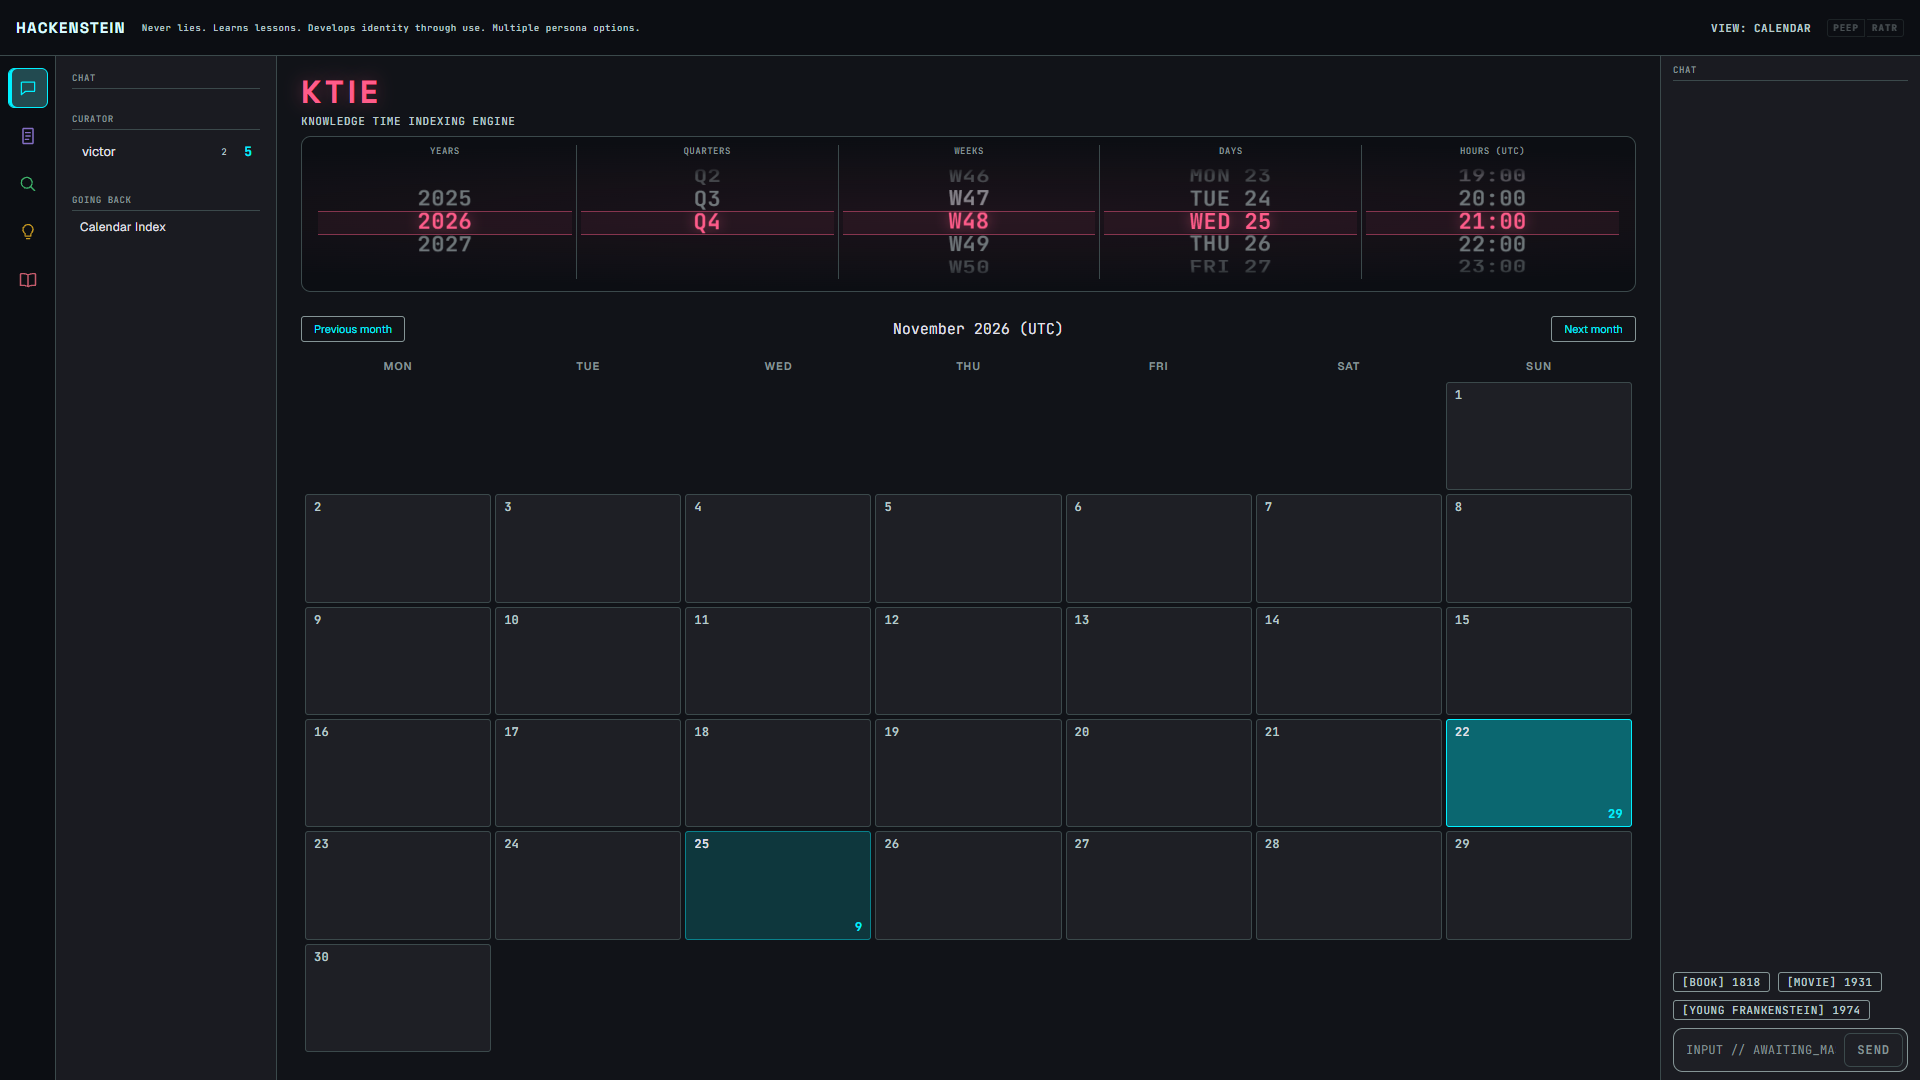 HACKENSTEIN Never lies. Learns lessons. Develops identity through use. Multiple persona options. VIEW: CALENDAR PEEP RATR
CHAT
CURATOR
victor 2 5
GOING BACK
Calendar Index
KTIE
KNOWLEDGE TIME INDEXING ENGINE
YEARS QUARTERS WEEKS DAYS HOURS (UTC)
Q2 W46 MON 23 19:00
2025 Q3 W47 TUE 24 20:00
2026 Q4 W48 WED 25 21:00
2027 W49 THU 26 22:00
W50 FRI 27 23:00
Previous month November 2026 (UTC) Next month
MON TUE WED THU FRI SAT SUN
1
2 3 4 5 6 7 8
9 10 11 12 13 14 15
16 17 18 19 20 21 22
29
23 24 25 26 27 28 29
9
30
CHAT
[BOOK] 1818 [MOVIE] 1931
[YOUNG FRANKENSTEIN] 1974
INPUT // AWAITING_MA SEND